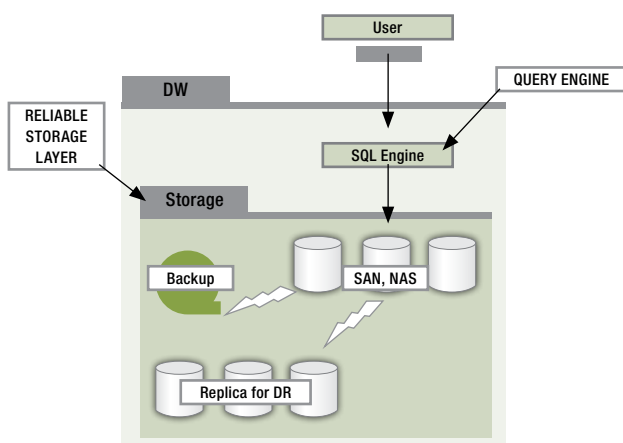 User
QUERY ENGINE
DW
RELIABLE
STORAGE
LAYER
SQL Engine
Storage
Backup
SAN, NAS
Replica for DR